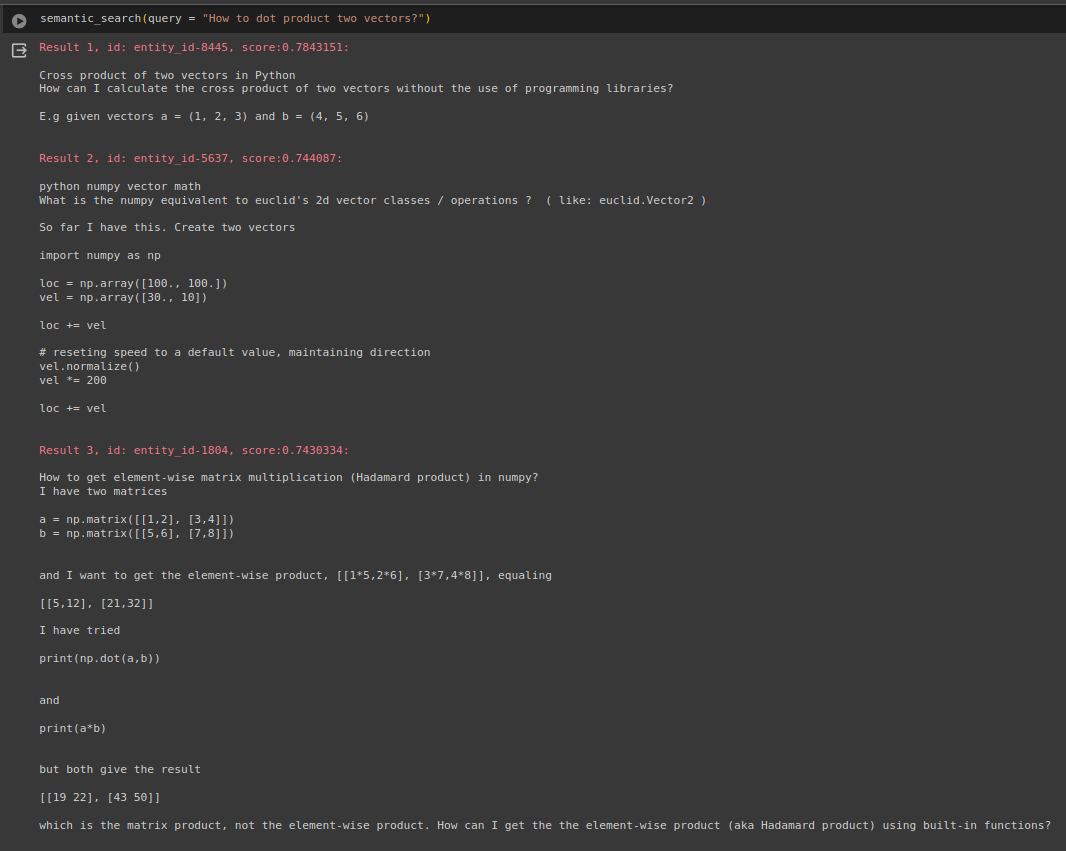 semantic_search(query = "How to dot product two vectors?")
Result 1, id: entity_id-8445, score:0.7843151:
Cross product of two vectors in Python
How can I calculate the cross product of two vectors without the use of programming libraries?
E.g given vectors a = (1, 2, 3) and b = (4, 5, 6)
Result 2, id: entity_id-5637, score:0.744087:
python numpy vector math
What is the numpy equivalent to euclid's 2d vector classes / operations ?  ( like: euclid.Vector2 )
So far I have this. Create two vectors
import numpy as np
loc = np.array([100., 100.])
vel = np.array([30., 10])
loc += vel
# reseting speed to a default value, maintaining direction
vel.normalize()
vel *= 200
loc += vel
Result 3, id: entity_id-1804, score:0.7430334:
How to get element-wise matrix multiplication (Hadamard product) in numpy?
I have two matrices
a = np.matrix([[1,2], [3,4]])
b = np.matrix([[5,6], [7,8]])
and I want to get the element-wise product, [[1*5,2*6], [3*7,4*8]], equaling
[[5,12], [21,32]]
I have tried
print(np.dot(a,b))
and
print(a*b)
but both give the result
[[19 22], [43 50]]
which is the matrix product, not the element-wise product. How can I get the the element-wise product (aka Hadamard product) using built-in functions?